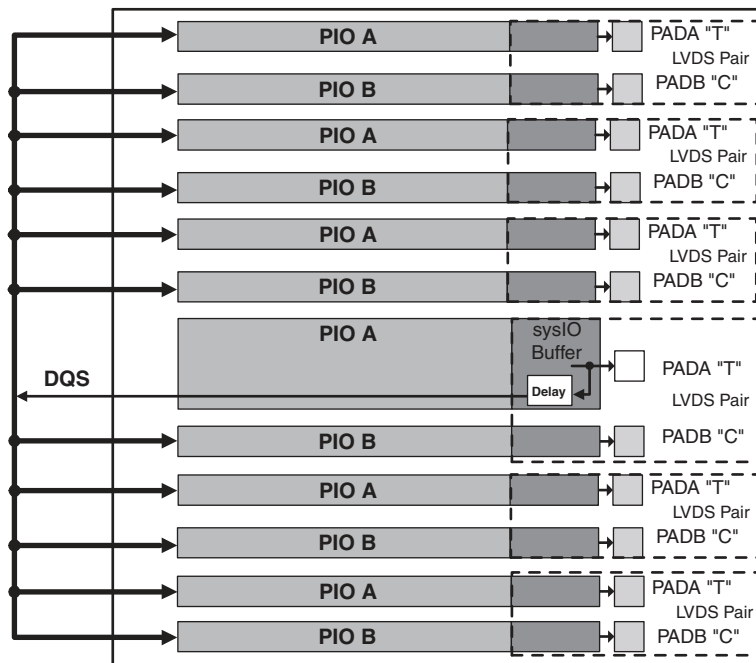 PIO A PADA "T"
LVDS Pair
PIO B PADB "C"
PIO A PADA "T"
LVDS Pair
PIO B PADB "C"
PIO A PADA "T"
LVDS Pair
PIO B PADB "C"
PIO A sysIO
Buffer
PADA "T"
DQS Delay
LVDS Pair
PIO B PADB "C"
PIO A PADA "T"
LVDS Pair
PIO B PADB "C"
PIO A PADA "T"
LVDS Pair
PIO B PADB "C"